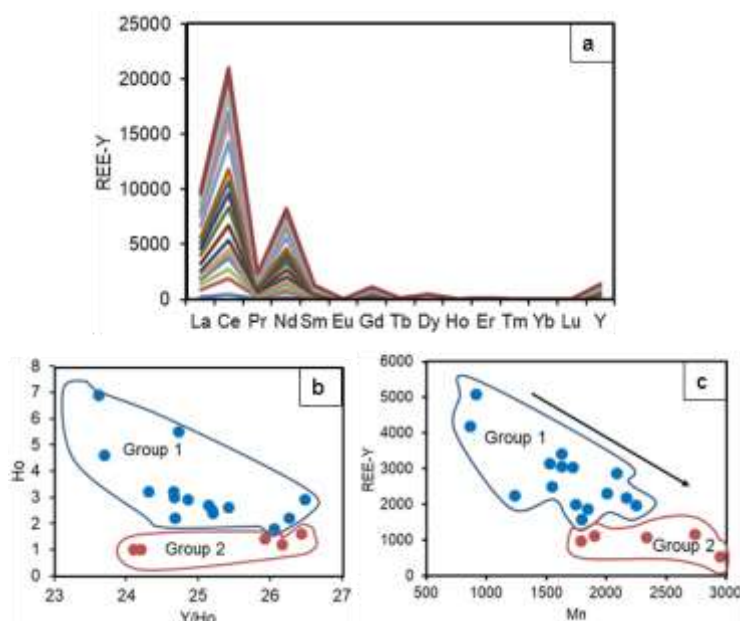 a
25000
20000
15000
10000
5000
0
REE-Y
La Ce Pr Nd Sm Eu Gd Tb Dy Ho Er Tm Yb Lu Y
b
8
7
6
5
4
3
2
1
0
Ho
Group 1
Group 2
23 24 25 26 27
Y/Ho
c
6000
5000
4000
3000
2000
1000
0
REE-Y
Group 1
Group 2
500 1000 1500 2000 2500 3000
Mn